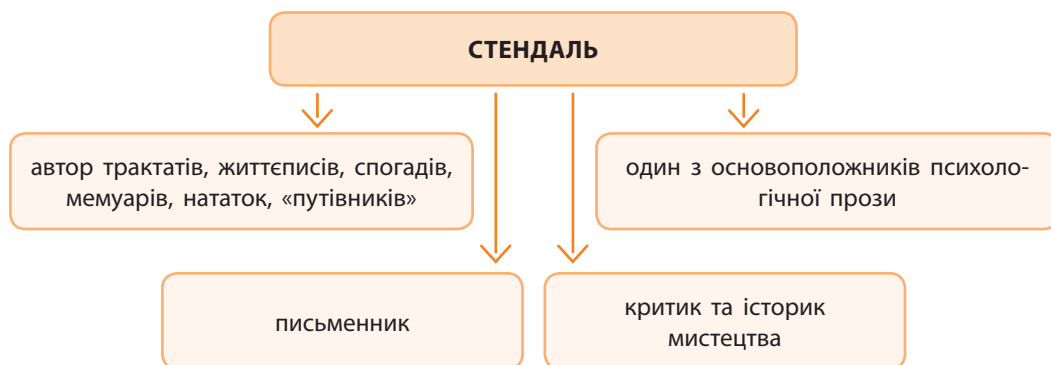 СТЕНДАЛЬ
автор трактатів, життєписів, спогадів,
мемуарів, нататок, «путівників»
один з основоположників психоло-
гічної прози
письменник
критик та історик
мистецтва